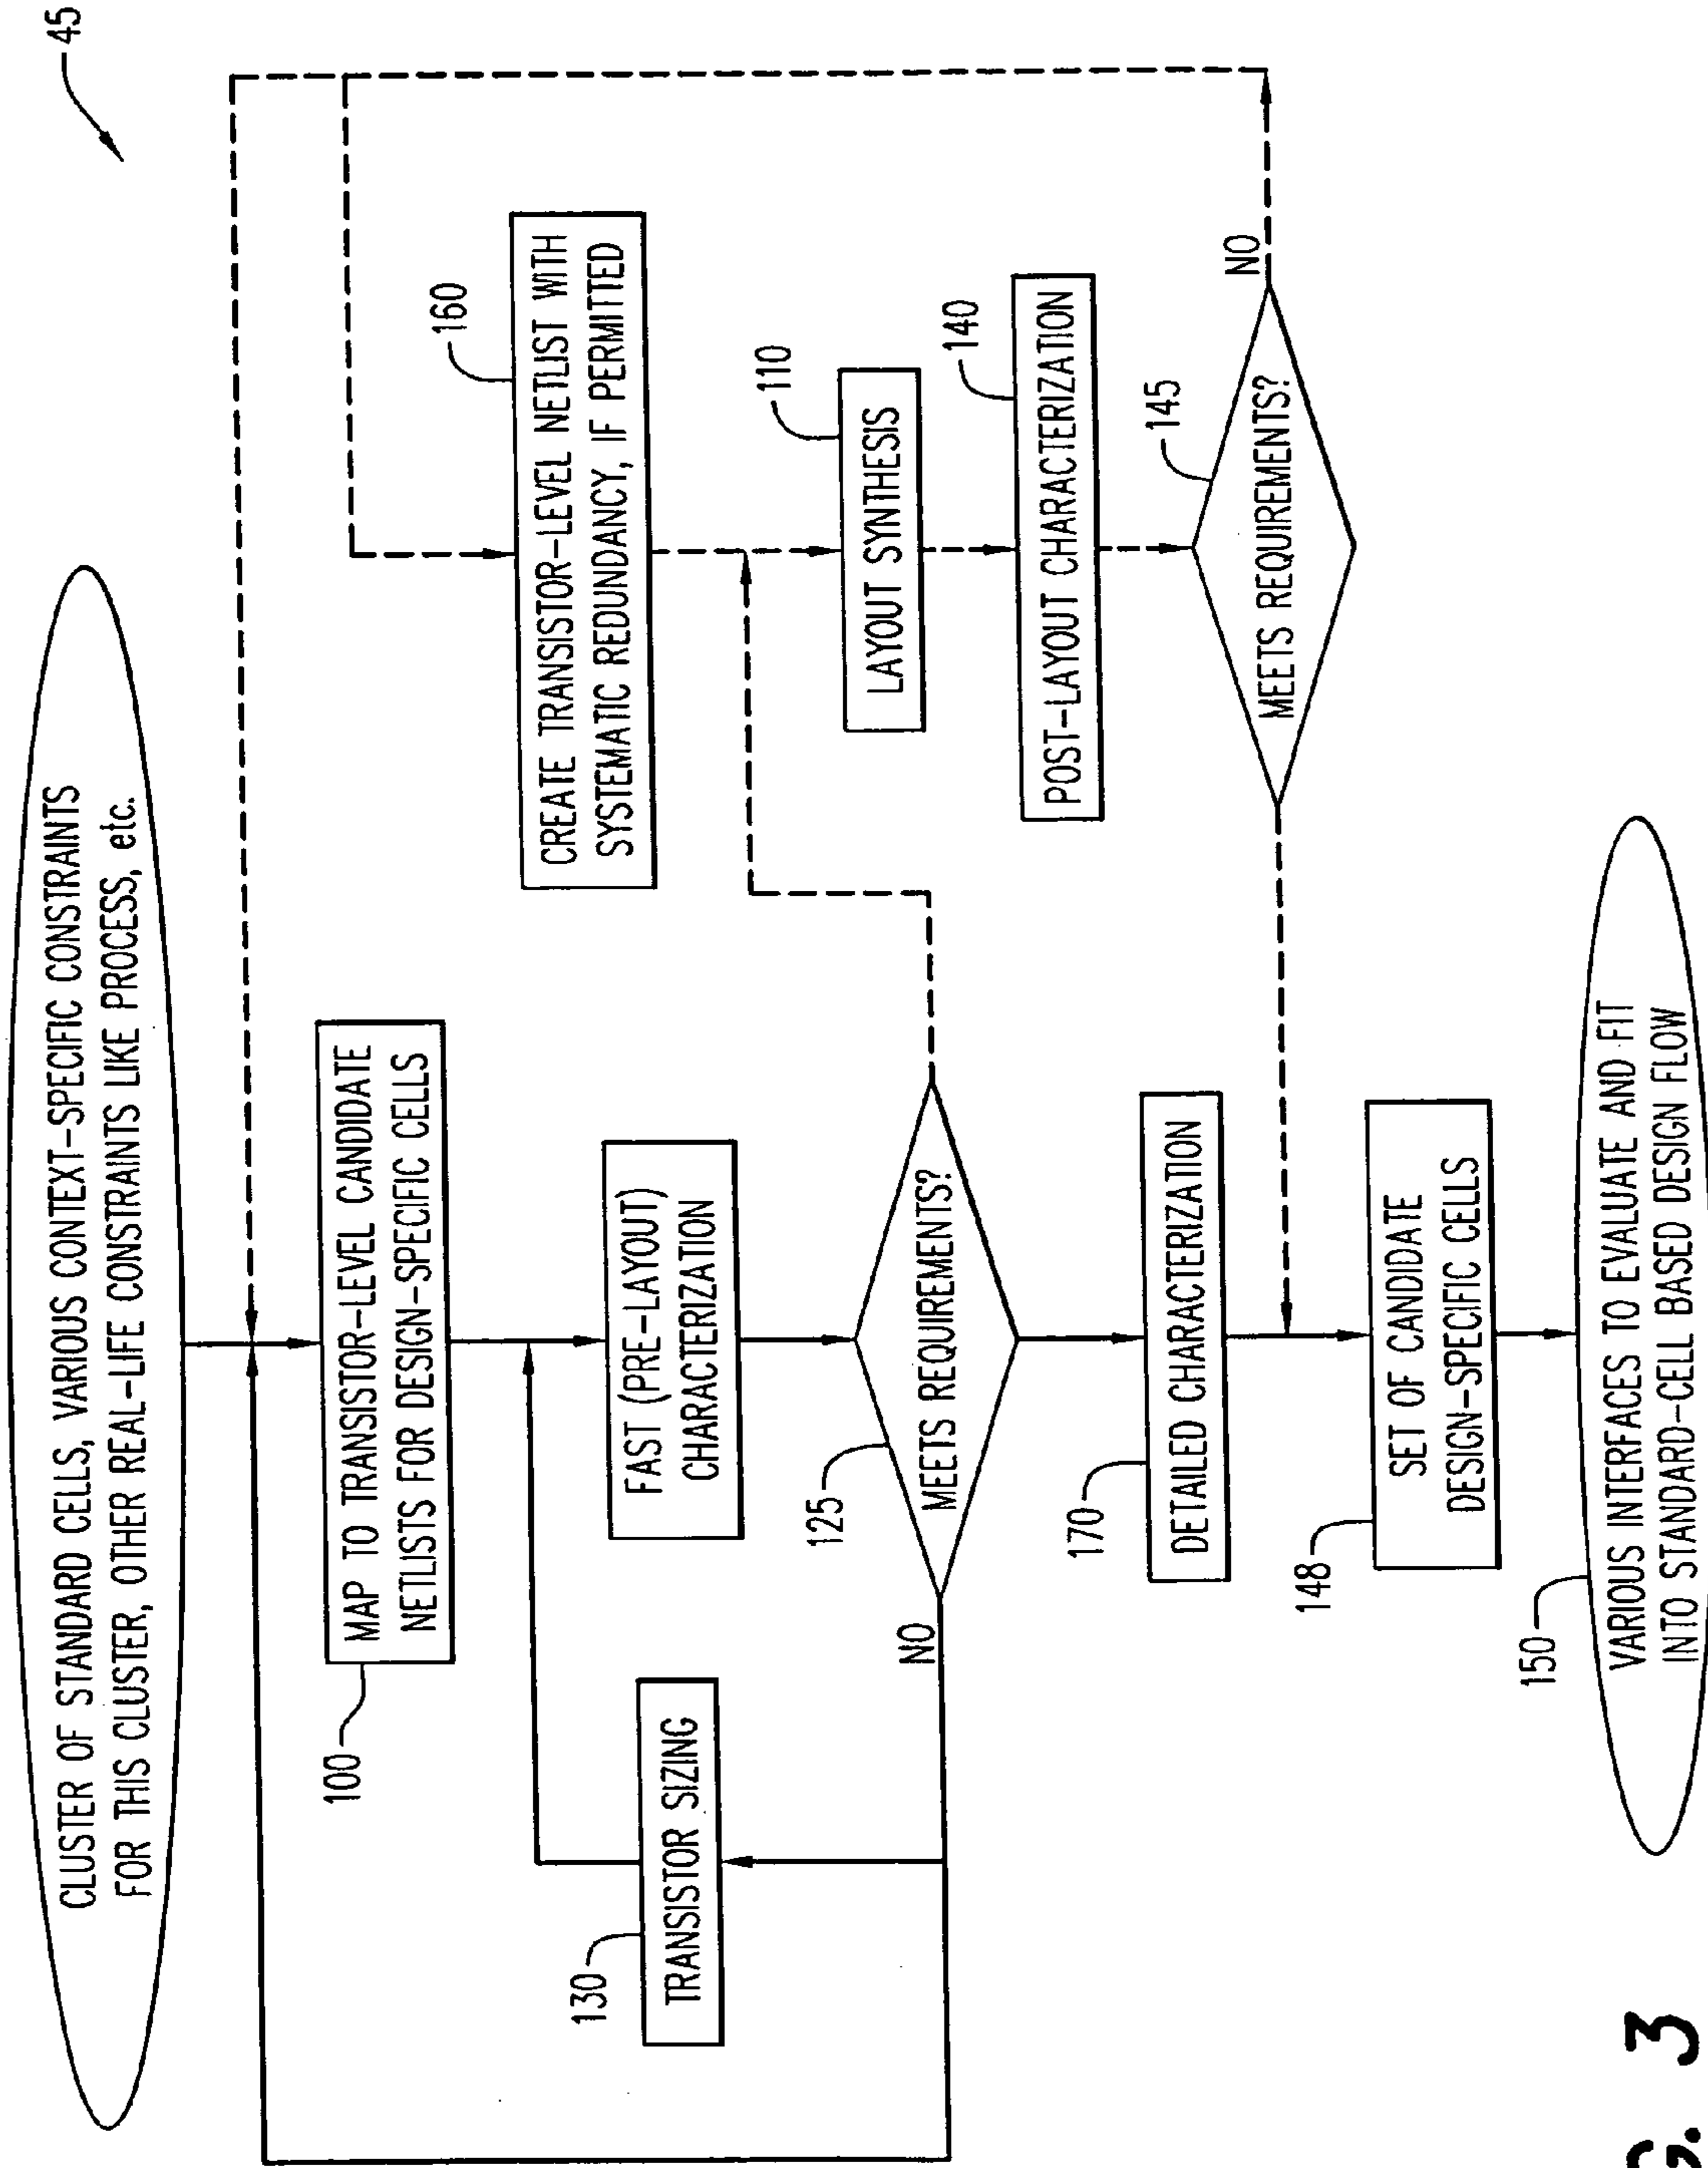 45
CLUSTER OF STANDARD CELLS, VARIOUS CONTEXT-SPECIFIC CONSTRAINTS
FOR THIS CLUSTER, OTHER REAL-LIFE CONSTRAINTS LIKE PROCESS, etc.
100
MAP TO TRANSISTOR-LEVEL CANDIDATE
NETLISTS FOR DESIGN-SPECIFIC CELLS
160
CREATE TRANSISTOR-LEVEL NETLIST WITH
SYSTEMATIC REDUNDANCY, IF PERMITTED
130
TRANSISTOR SIZING
FAST (PRE-LAYOUT)
CHARACTERIZATION
110
LAYOUT SYNTHESIS
125
MEETS REQUIREMENTS?
NO
140
POST-LAYOUT CHARACTERIZATION
170
DETAILED CHARACTERIZATION
145
MEETS REQUIREMENTS?
NO
148
SET OF CANDIDATE
DESIGN-SPECIFIC CELLS
150
VARIOUS INTERFACES TO EVALUATE AND FIT
INTO STANDARD-CELL BASED DESIGN FLOW
G. 3